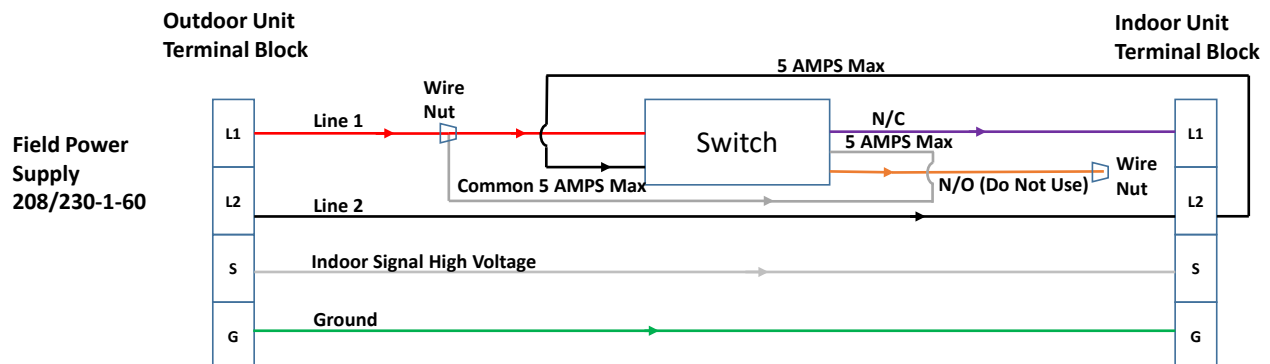 Outdoor Unit
Terminal Block
Indoor Unit
Terminal Block
5 AMPS Max
Wire
Nut
Field Power
Supply
208/230-1-60
L1
Line 1
Switch
N/C
L1
5 AMPS Max
Wire
Nut
Common 5 AMPS Max
N/O (Do Not Use)
L2
Line 2
L2
S
Indoor Signal High Voltage
S
Ground
G
G